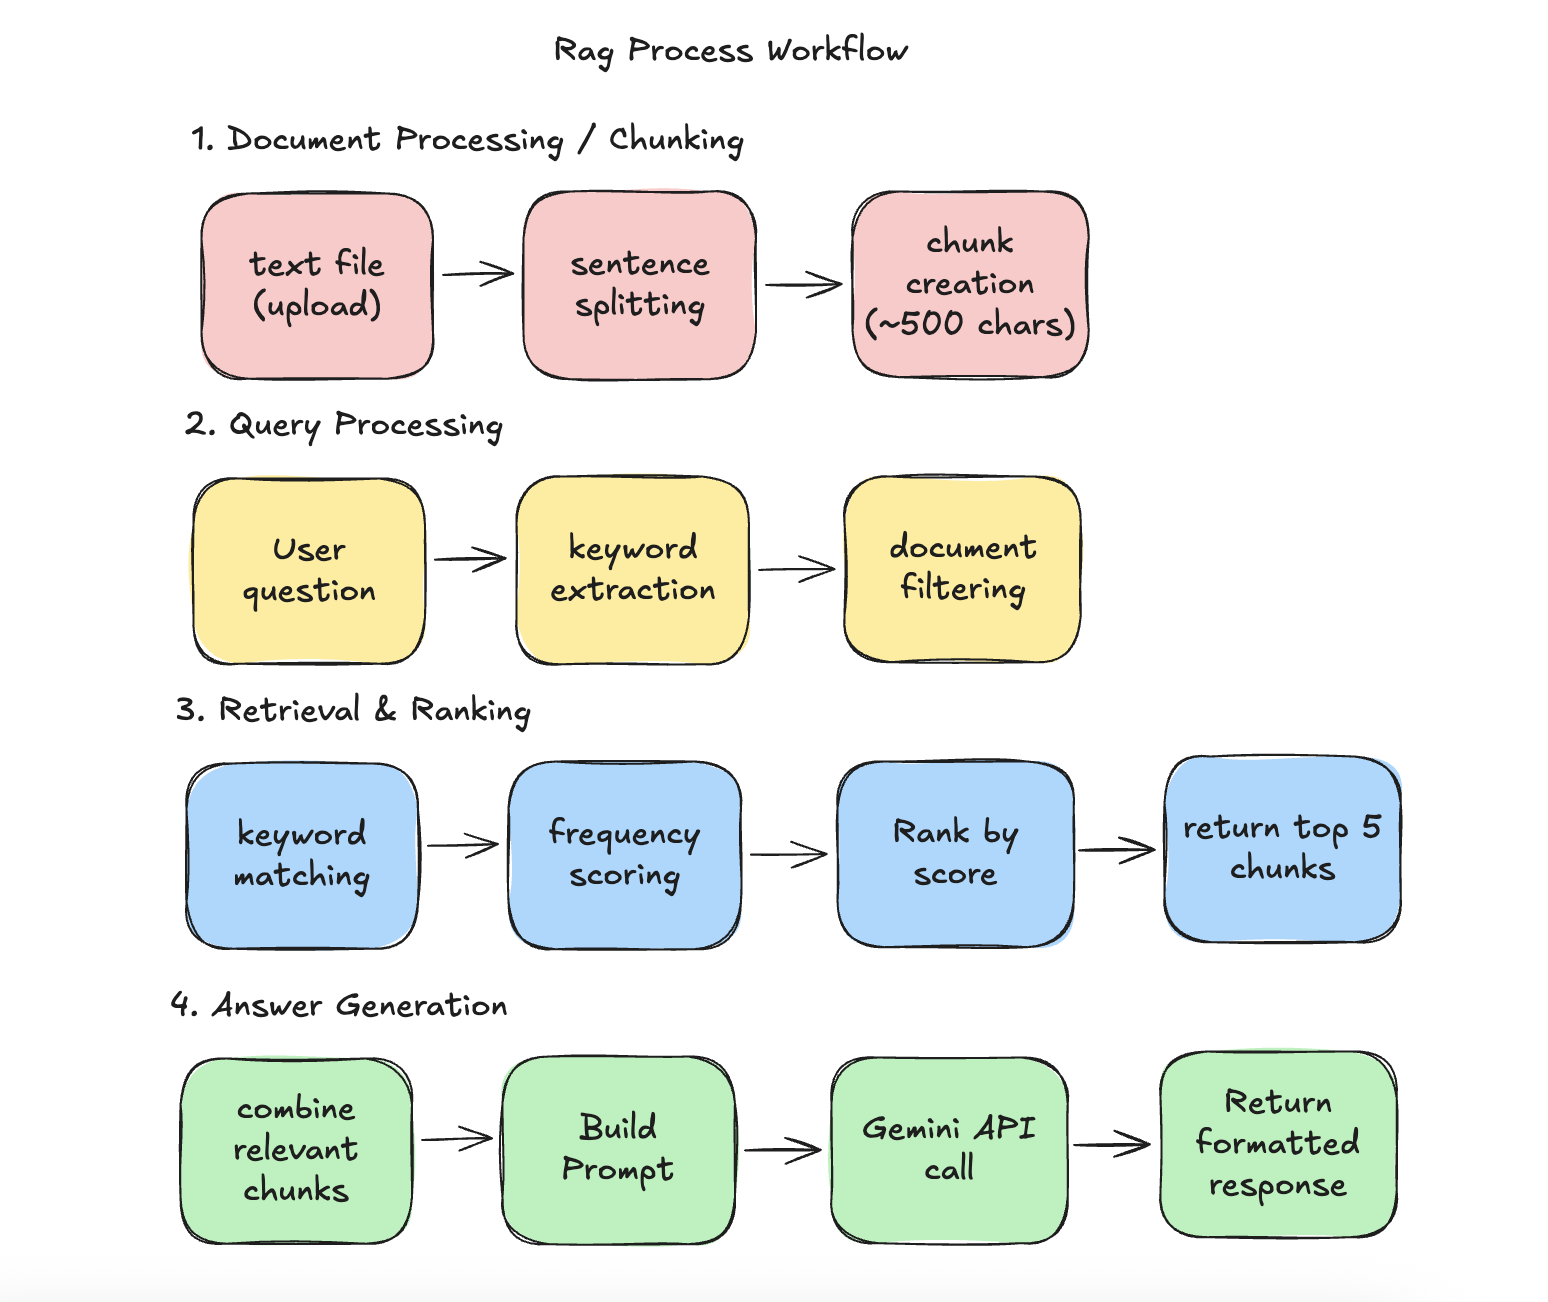 Rag Process Workflow
1. Document Processing / Chunking
text file
(upload)
sentence
splitting
chunk
creation
(~500 chars)
2. Query Processing
User
question
keyword
extraction
document
filtering
3. Retrieval & Ranking
keyword
matching
frequency
scoring
Rank by
score
return top 5
chunks
4. Answer Generation
combine
relevant
chunks
Build
Prompt
Gemini API
call
Return
formatted
response